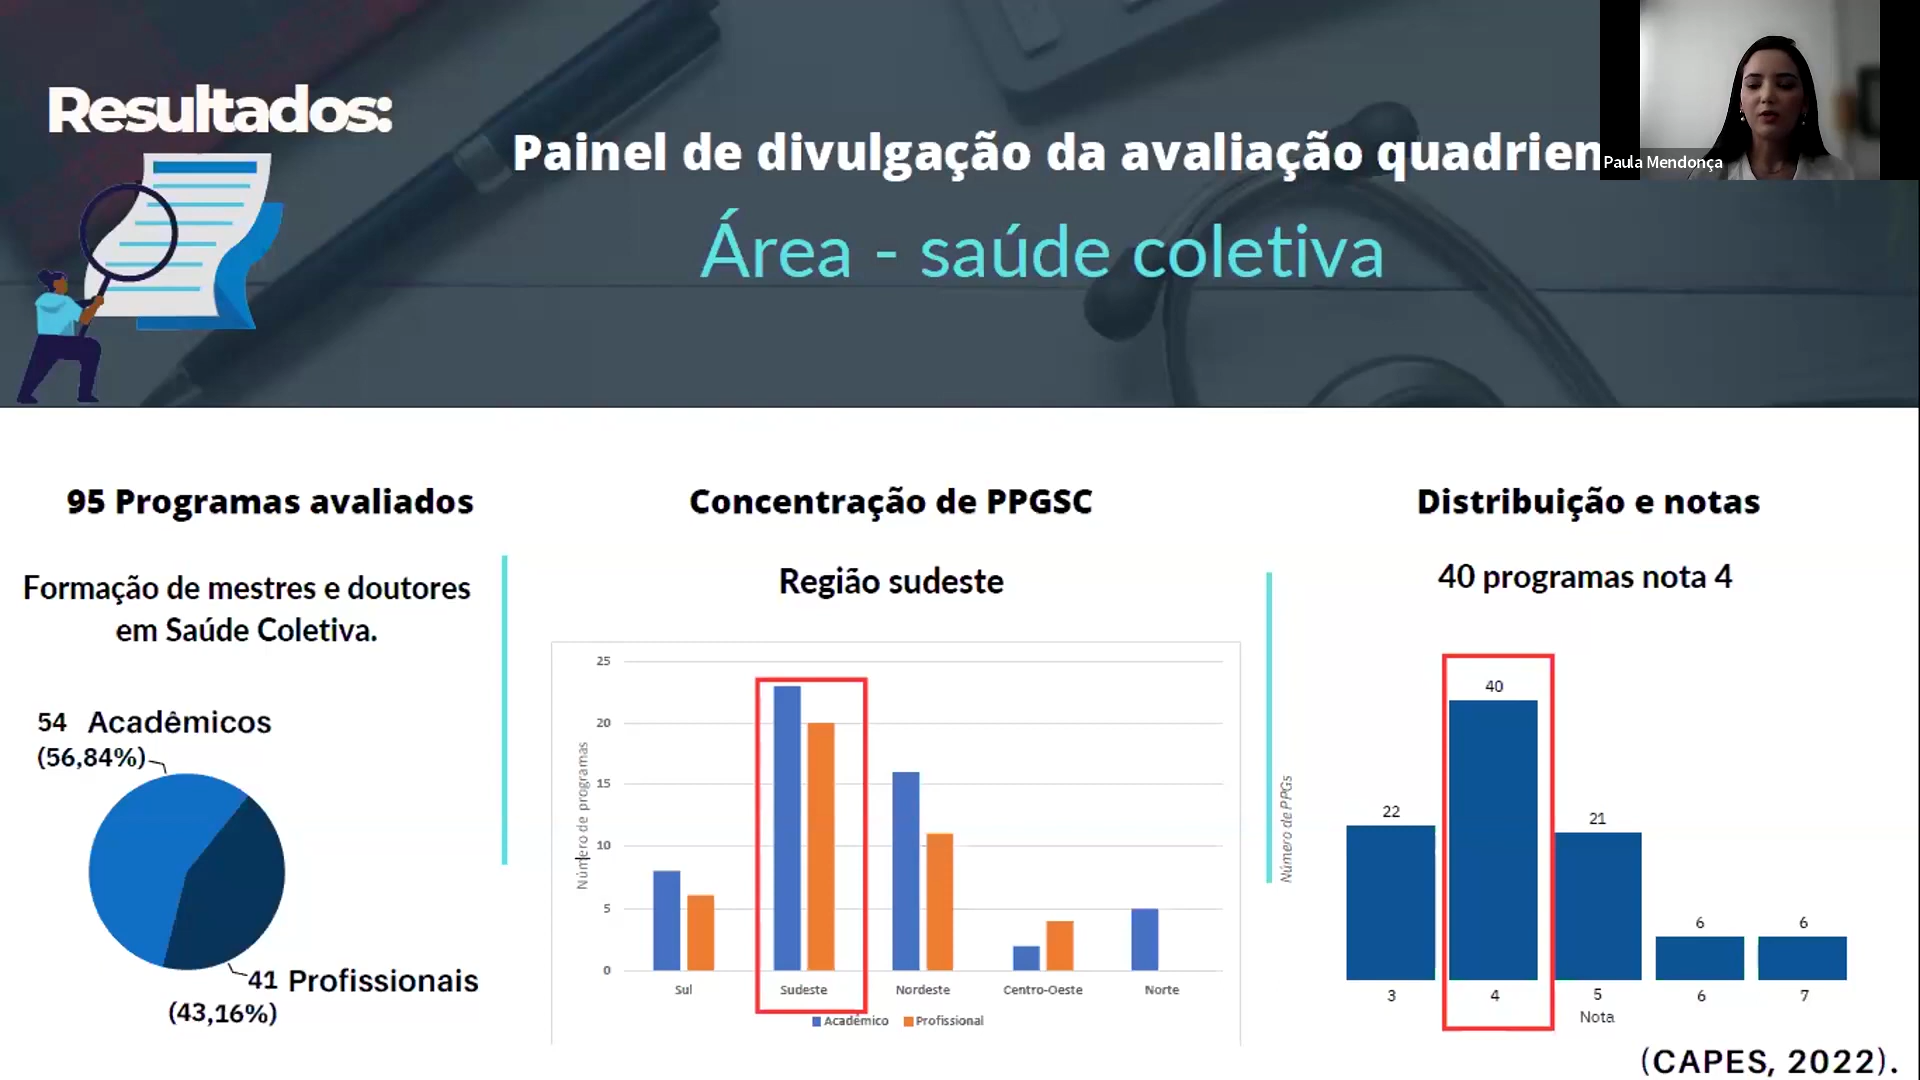 Resultados:
Painel de divulgação da avaliação quadrien
Paula Mendonça
Área - saúde coletiva
95 Programas avaliados
Formação de mestres e doutores
em Saúde Coletiva.
54 Acadêmicos
(56,84%)
41 Profissionais
(43,16%)
Concentração de PPGSC
Região sudeste
Número de programas
25
20
15
10
5
0
Sul Sudeste Nordeste Centro-Oeste Norte
Acadêmico Profissional
Distribuição e notas
40 programas nota 4
Número de PPGs
22 40 21 6 6
3 4 5 6 7
Nota
(CAPES, 2022).